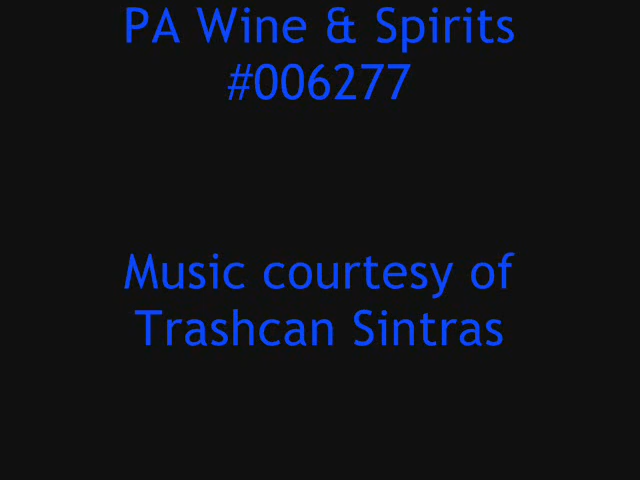 PA Wine & Spirits
#006277
Music courtesy of
Trashcan Sintras